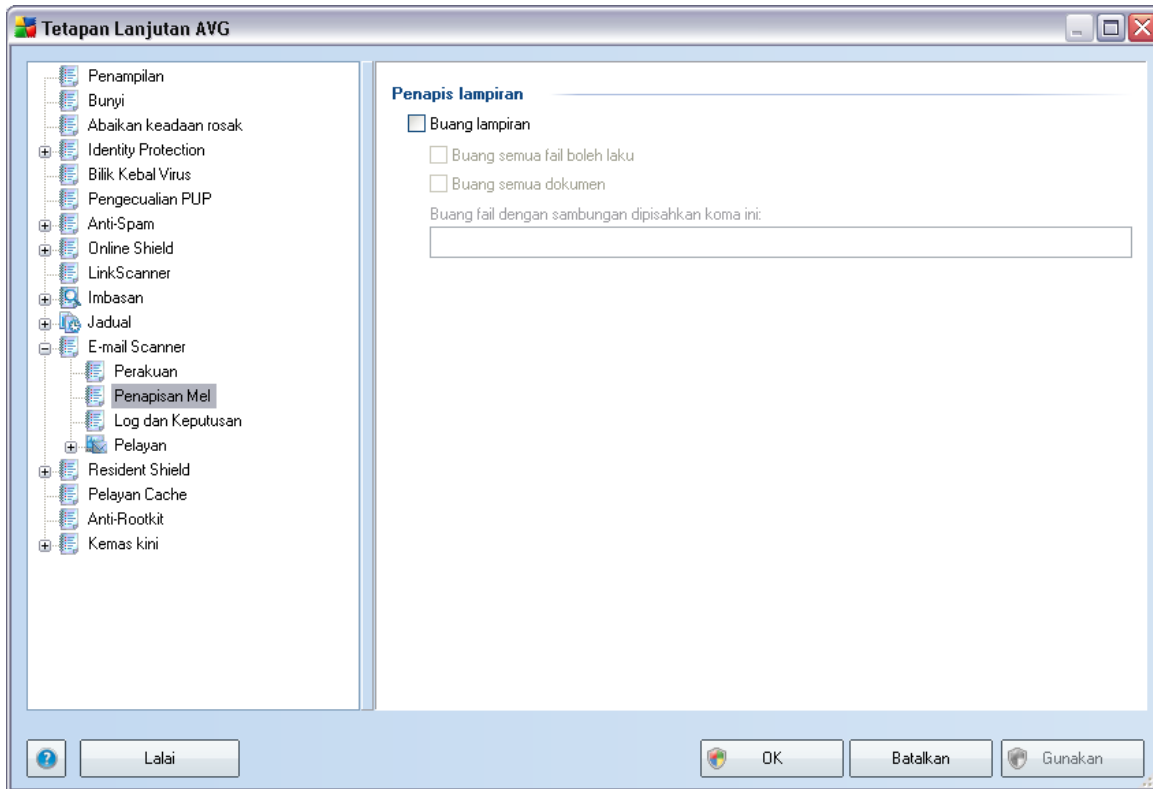 Tetapan Lanjutan AVG
Penampilan
Bunyi
Abaikan keadaan rosak
Identity Protection
Bilik Kebal Virus
Pengecualian PUP
Anti-Spam
Online Shield
LinkScanner
Imbasan
Jadual
E-mail Scanner
Perakuan
Penapisan Mel
Log dan Keputusan
Pelayan
Resident Shield
Pelayan Cache
Anti-Rootkit
Kemas kini
Penapis lampiran
Buang lampiran
Buang semua fail boleh laku
Buang semua dokumen
Buang fail dengan sambungan dipisahkan koma ini:
Lalai
OK
Batalkan
Gunakan